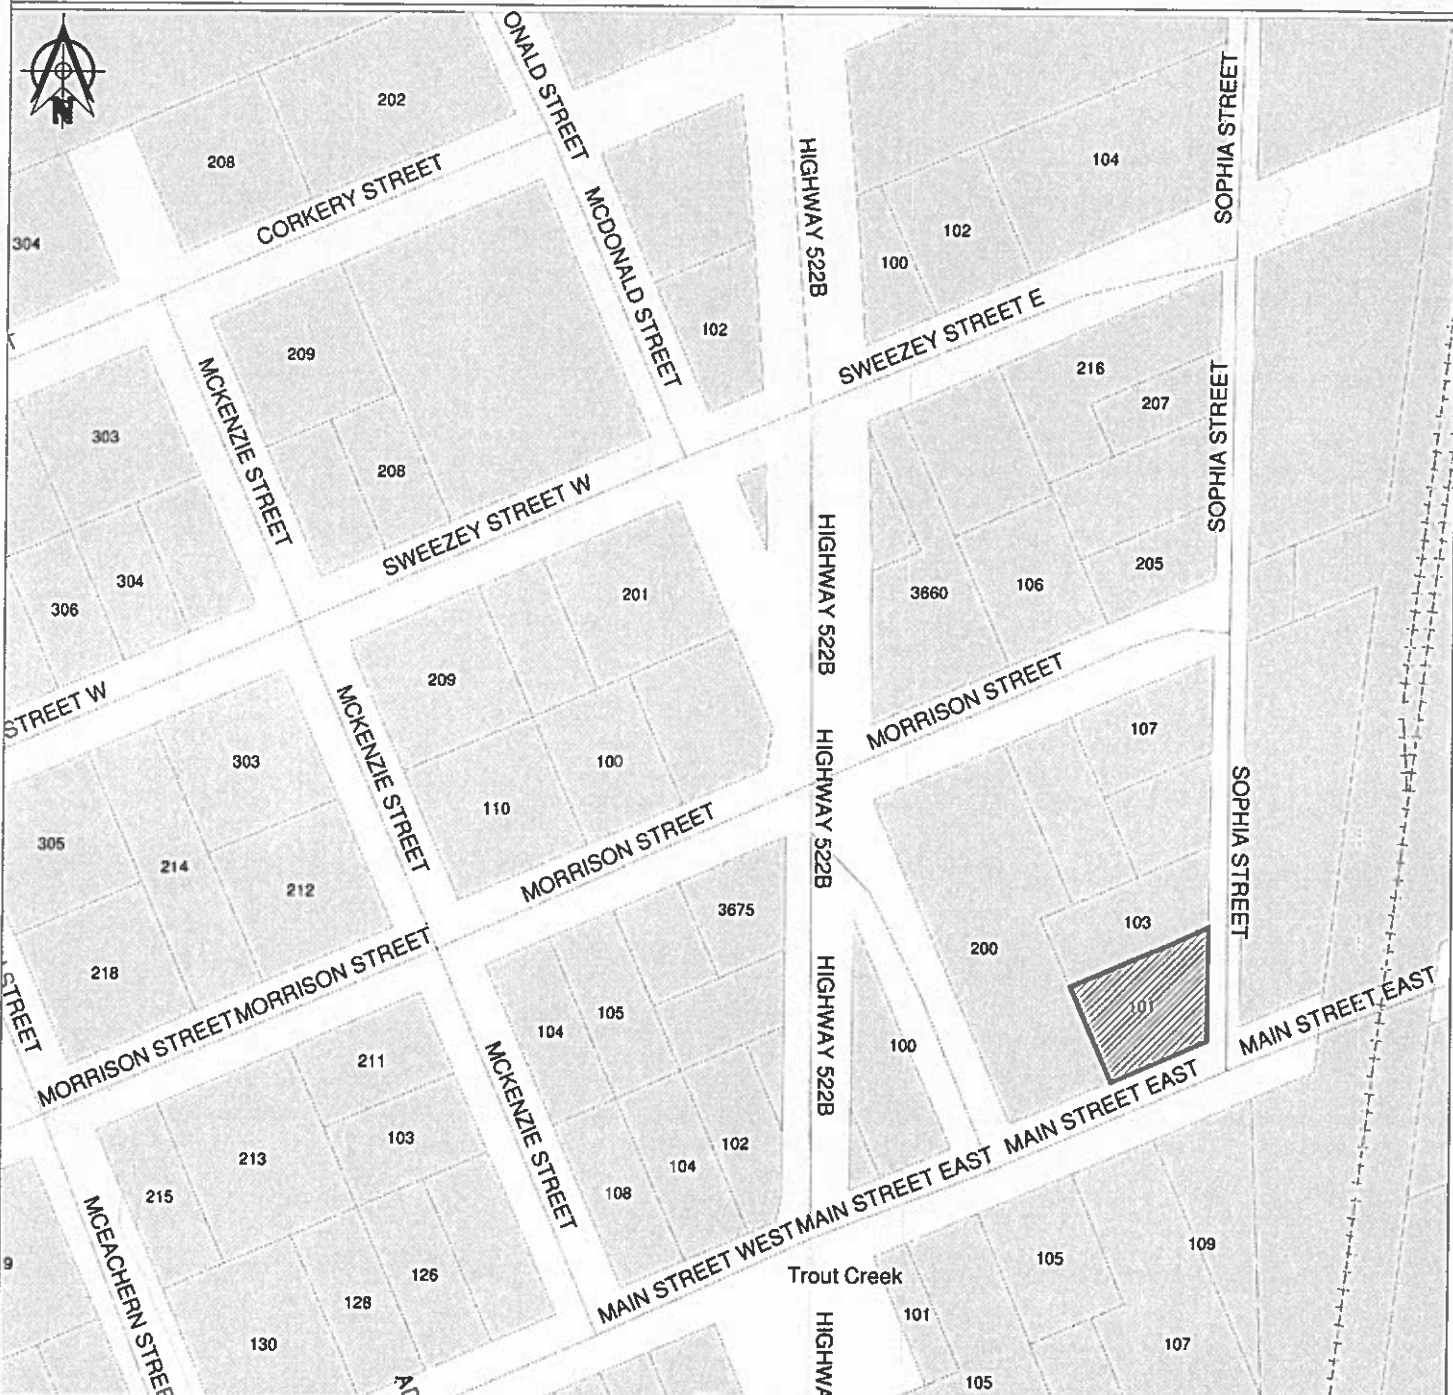 ONALD STREET
N
202
208
CORKERY STREET
304
MCDONALD STREET
HIGHWAY 522B
SOPHIA STREET
104
102
100
102
SWEEZEY STREET E
209
MCKENZIE STREET
303
208
SWEEZEY STREET W
216
207
SOPHIA STREET
304
306
201
HIGHWAY 522B
3660
106
205
209
STREET W
MCKENZIE STREET
303
100
110
MORRISON STREET
HIGHWAY 522B
MORRISON STREET
107
SOPHIA STREET
305
214
212
3675
103
200
218
STREET
MORRISON STREET
MORRISON STREET
104
105
HIGHWAY 522B
100
101
MAIN STREET EAST
211
103
MCKENZIE STREET
213
215
102
104
108
MAIN STREET EAST
MAIN STREET EAST
MCEACHERN STREE
9
126
128
130
MAIN STREET WEST
Trout Creek
105
109
101
107
HIGHWA
105